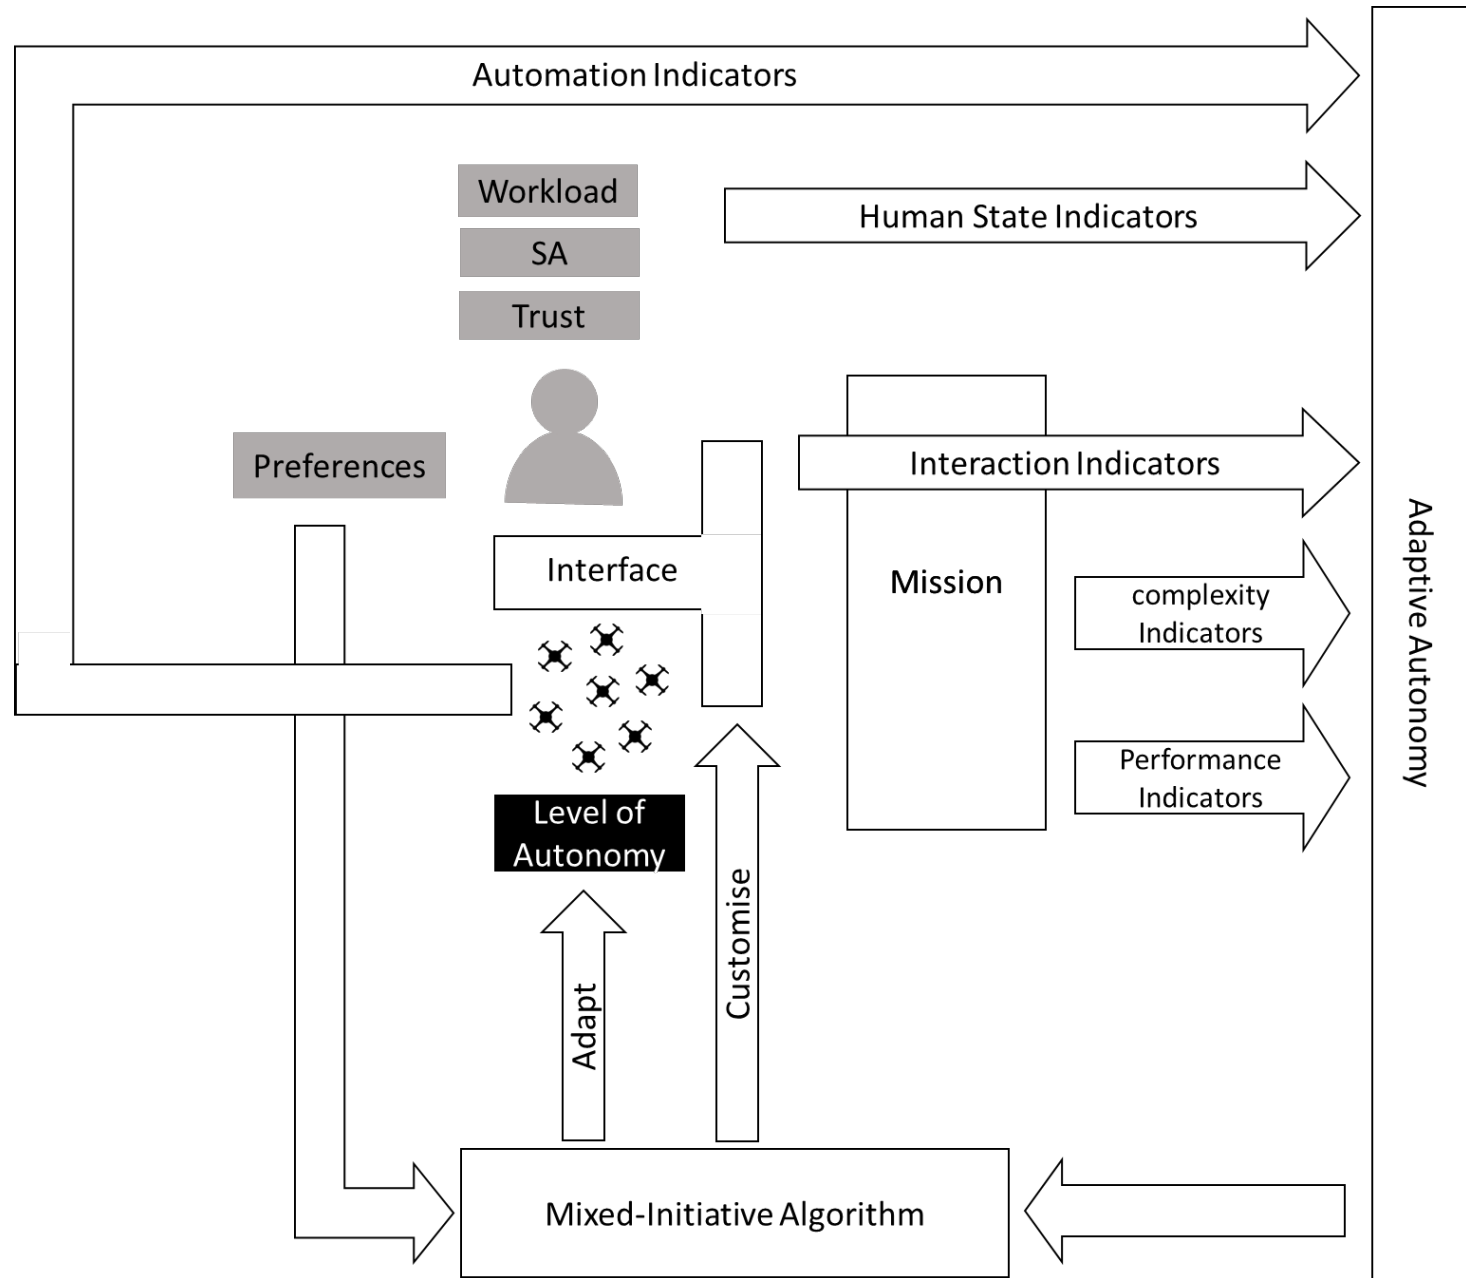 Automation Indicators
Workload
Human State Indicators
SA
Trust
Preferences
Interaction Indicators
Interface
Mission
complexity
Indicators
Performance
Indicators
Adaptive Autonomy
Level of
Autonomy
Adapt
Customise
Mixed-Initiative Algorithm